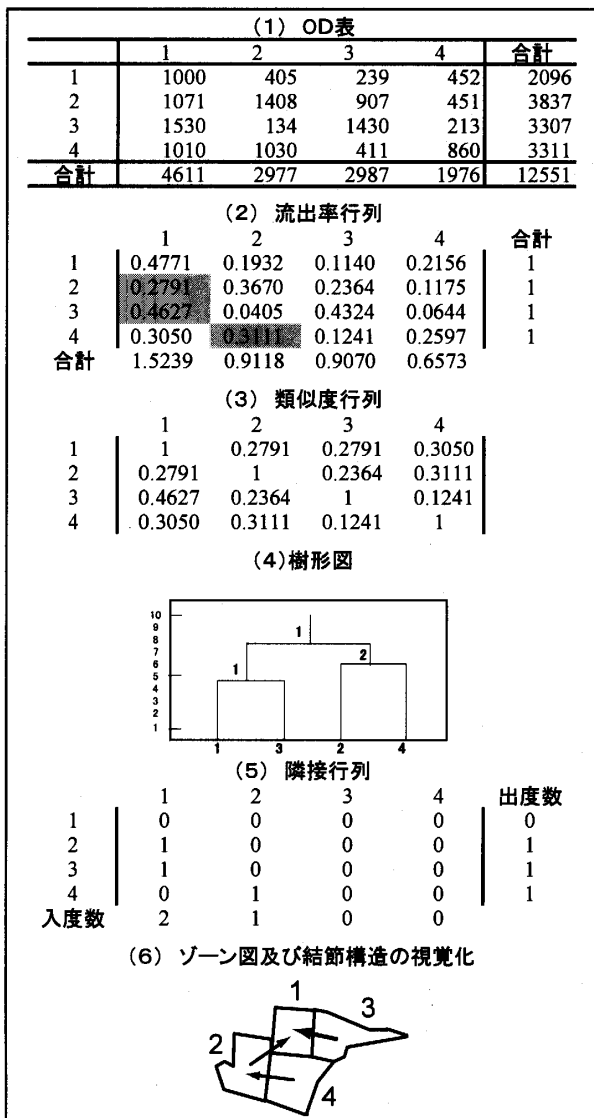 (1) OD表
1 2 3 4 合計
1 1000 405 239 452 2096
2 1071 1408 907 451 3837
3 1530 134 1430 213 3307
4 1010 1030 411 860 3311
合計 4611 2977 2987 1976 12551
(2) 流出率行列
1 2 3 4 合計
1 0.4771 0.1932 0.1140 0.2156 1
2 0.2791 0.3670 0.2364 0.1175 1
3 0.4627 0.0405 0.4324 0.0644 1
4 0.3050 0.3111 0.1241 0.2597 1
合計 1.5239 0.9118 0.9070 0.6573
(3) 類似度行列
1 2 3 4
1 1 0.2791 0.2791 0.3050
2 0.2791 1 0.2364 0.3111
3 0.4627 0.2364 1 0.1241
4 0.3050 0.3111 0.1241 1
(4)樹形図
10
9
8
7
6
5
4
3
2
1
1
1
2
1 3 2 4
(5) 隣接行列
1 2 3 4 出度数
1 0 0 0 0 0
2 1 0 0 0 1
3 1 0 0 0 1
4 0 1 0 0 1
入度数 2 1 0 0
(6) ゾーン図及び結節構造の視覚化
1
3
2
4